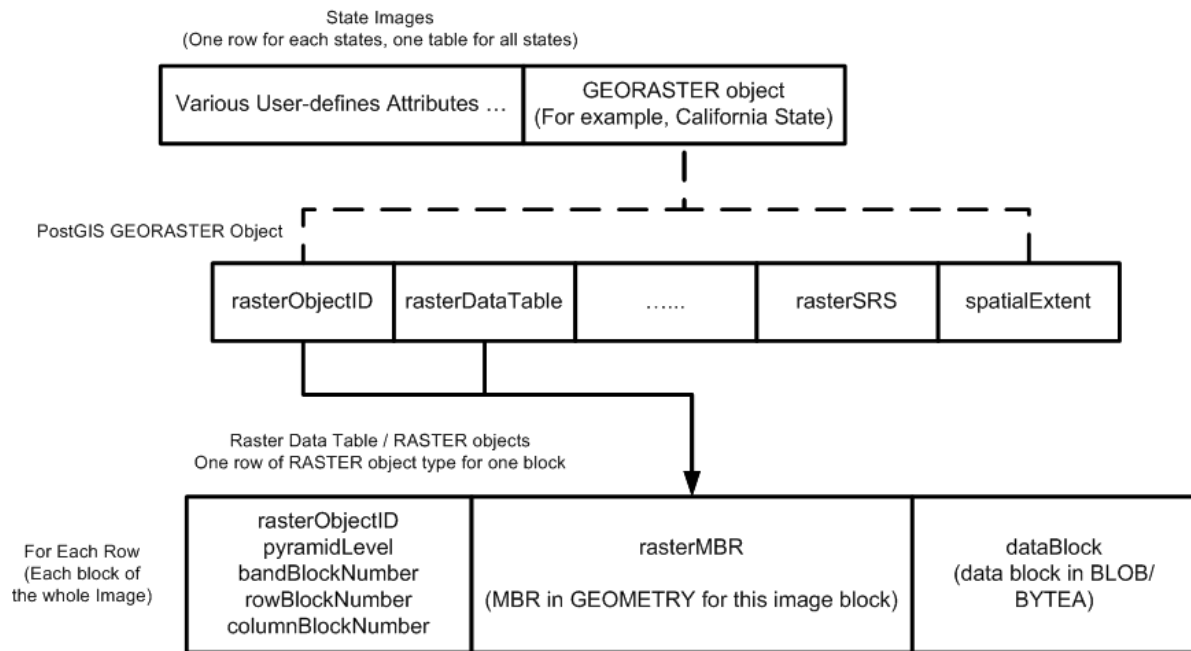 State Images
(One row for each states, one table for all states)
Various User-defines Attributes …
GEORASTER object
(For example, California State)
PostGIS GEORASTER Object
rasterObjectID
rasterDataTable
…...
rasterSRS
spatialExtent
Raster Data Table / RASTER objects
One row of RASTER object type for one block
For Each Row
(Each block of
the whole Image)
rasterObjectID
pyramidLevel
bandBlockNumber
rowBlockNumber
columnBlockNumber
rasterMBR
(MBR in GEOMETRY for this image block)
dataBlock
(data block in BLOB/
BYTEA)